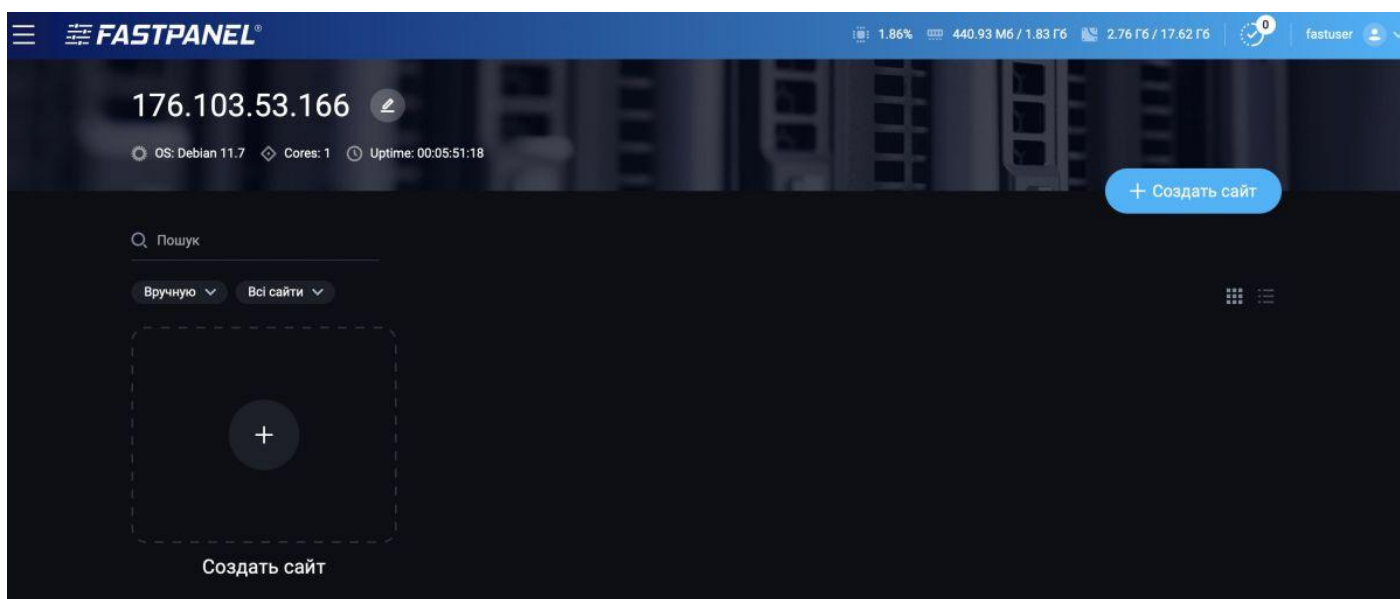 FASTPANEL®
1.86% 440.93 Мб / 1.83 Гб 2.76 Гб / 17.62 Гб 0 fastuser
176.103.53.166
OS: Debian 11.7 Cores: 1 Uptime: 00:05:51:18
+ Создать сайт
Пошук
Вручную Всі сайти
Создать сайт